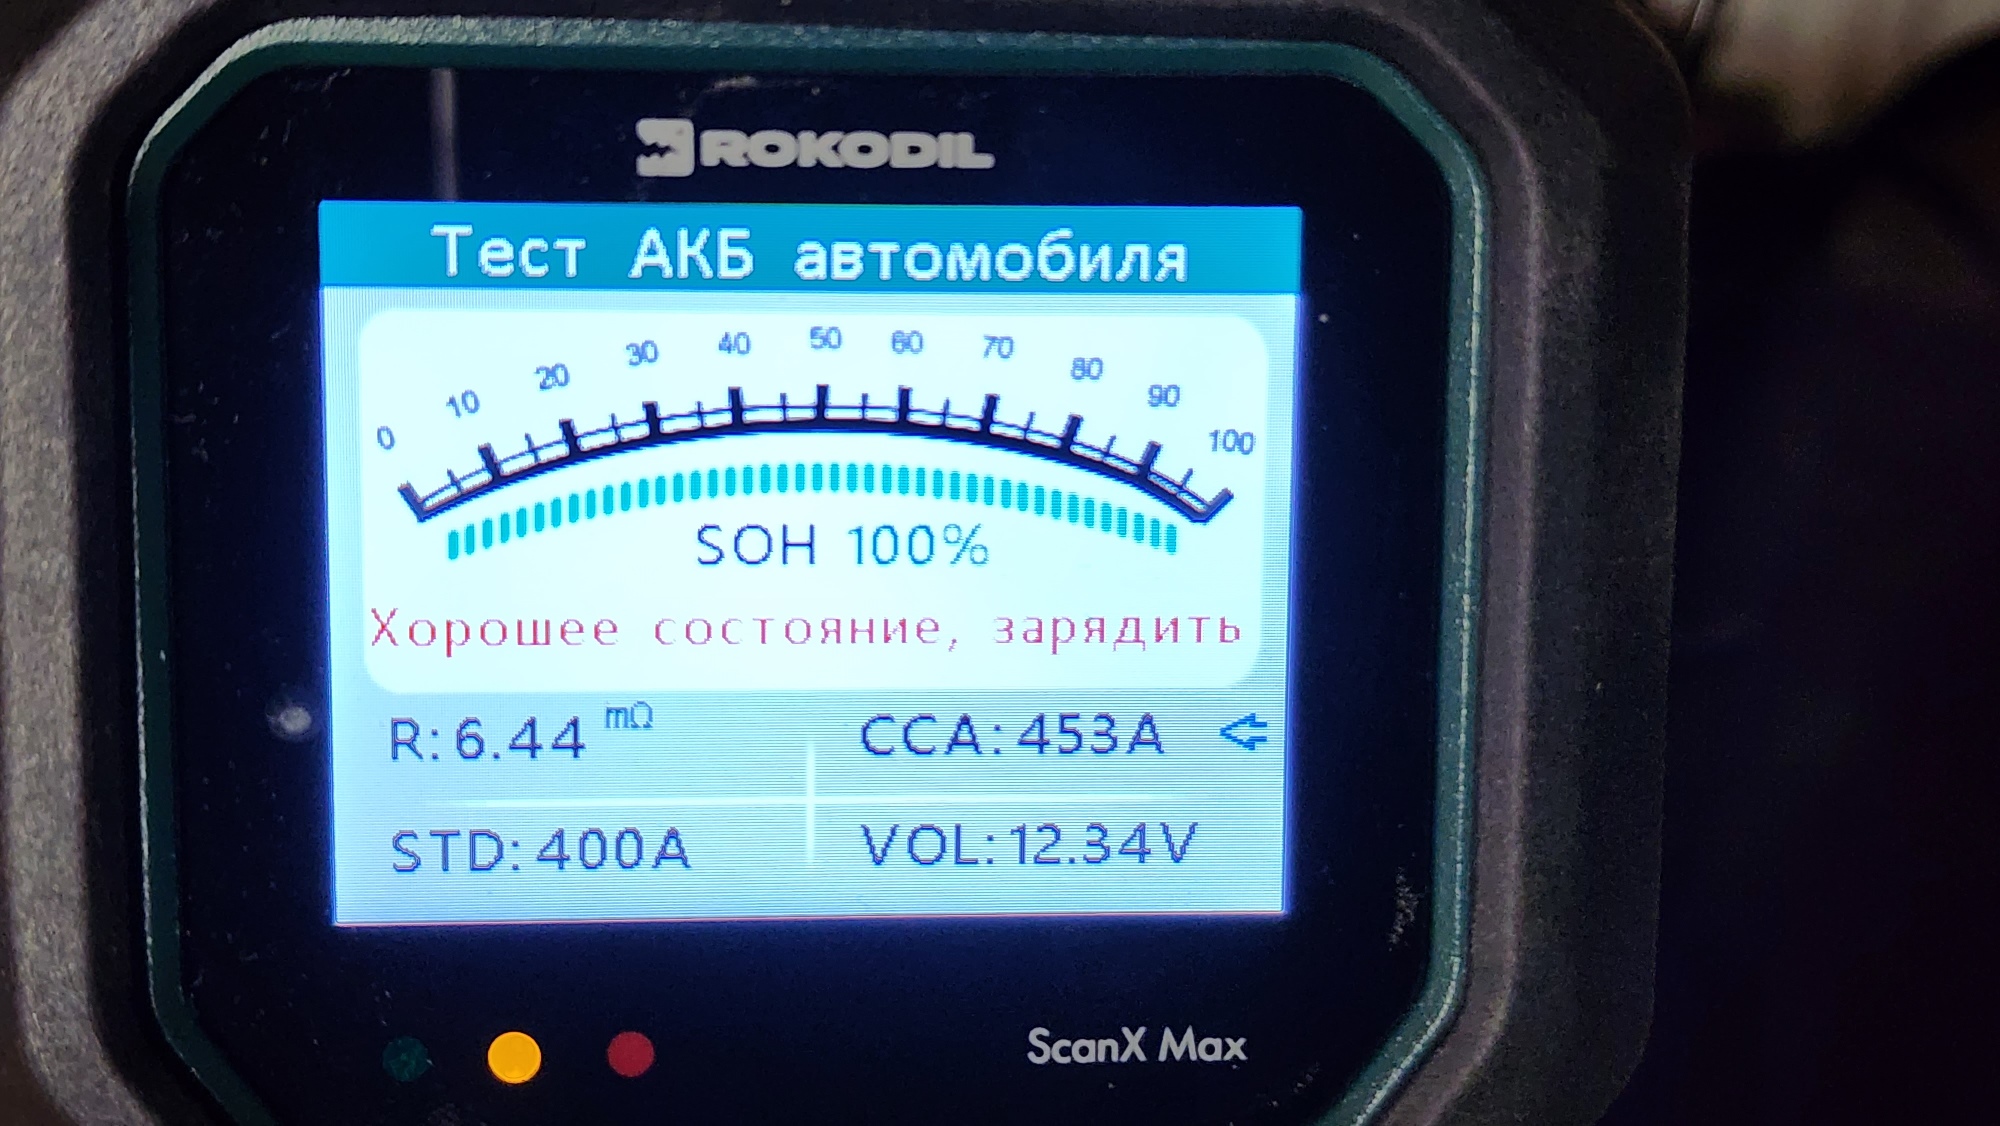 ROKODIL
Тест АКБ автомобиля
0 10 20 30 40 50 60 70 80 90 100
SOH 100%
Хорошее состояние, зарядить
R: 6.44 mΩ CCA: 453A
STD: 400A VOL: 12.34V
ScanX Max